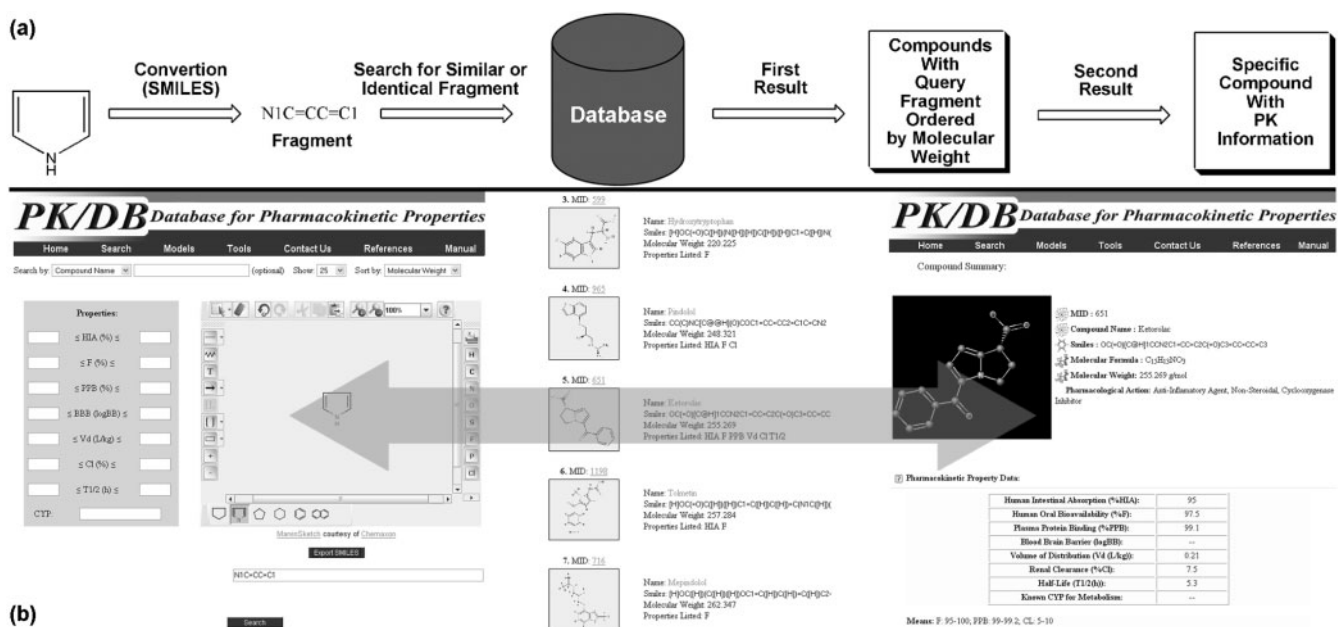 (a)
Convertion
(SMILES)
Search for Similar or
Identical Fragment
First
Result
Second
Result
N
H
N1C=CC=C1
Fragment
Database
Compounds
With
Query
Fragment
Ordered
by Molecular
Weight
Specific
Compound
With
PK
Information
PK/DB Database for Pharmacokinetic Properties
Home Search Models Tools Contact Us References Manual
Search by: Compound Name (optional) Show: 25 Sort by: Molecular Weight
Properties:
≤ HIA (%) ≤
≤ F (%) ≤
≤ PPB (%) ≤
≤ BBB (logBB) ≤
≤ Vd (L/kg) ≤
≤ Cl (%) ≤
≤ T1/2 (h) ≤
CYP:
100%
H
C
N
O
S
F
P
Cl
MarvinSketch courtesy of Chemaxon
Export SMILES
N1C=CC=C1
Search
3. MID: 599
Name: Hydroxytryptophan
Molecular Weight: 220.225
Properties Listed: F
4. MID: 965
Name: Pindolol
Smiles: CC(C)NC[C@@H](O)COC1=CC=CC2=C1C=CN2
Molecular Weight: 248.321
Properties Listed: HIA F Cl
5. MID: 651
Name: Ketorolac
Smiles: OC(=O)[C@H]1CCN2C1=CC=C2C(=O)C3=CC=CC
Molecular Weight: 255.269
Properties Listed: HIA F PPB Vd Cl T1/2
6. MID: 1198
Name: Tolmetin
Molecular Weight: 257.284
Properties Listed: HIA F
7. MID: 716
Name: Mepindolol
Molecular Weight: 262.347
Properties Listed: F
PK/DB Database for Pharmacokinetic Properties
Home Search Models Tools Contact Us References Manual
Compound Summary:
MID : 651
Compound Name : Ketorolac
Smiles : OC(=O)[C@H]1CCN2C1=CC=C2C(=O)C3=CC=CC=C3
Molecular Formula : C15H13NO3
Molecular Weight: 255.269 g/mol
Pharmacological Action: Anti-Inflamatory Agent, Non-Steroidal, Cyclooxygenase
Inhibitor
Pharmacokinetic Property Data:
Human Intestinal Absorption (%HIA): 95
Human Oral Bioavailability (%F): 97.5
Plasma Protein Binding (%PPB): 99.1
Blood Brain Barrier (logBB): --
Volume of Distribution (Vd (L/kg)): 0.21
Renal Clearance (%Cl): 7.5
Half-Life (T1/2(h)): 5.3
Known CYP for Metabolism: --
Means: F: 95-100; PPB: 99-99.2; CL: 5-10
(b)